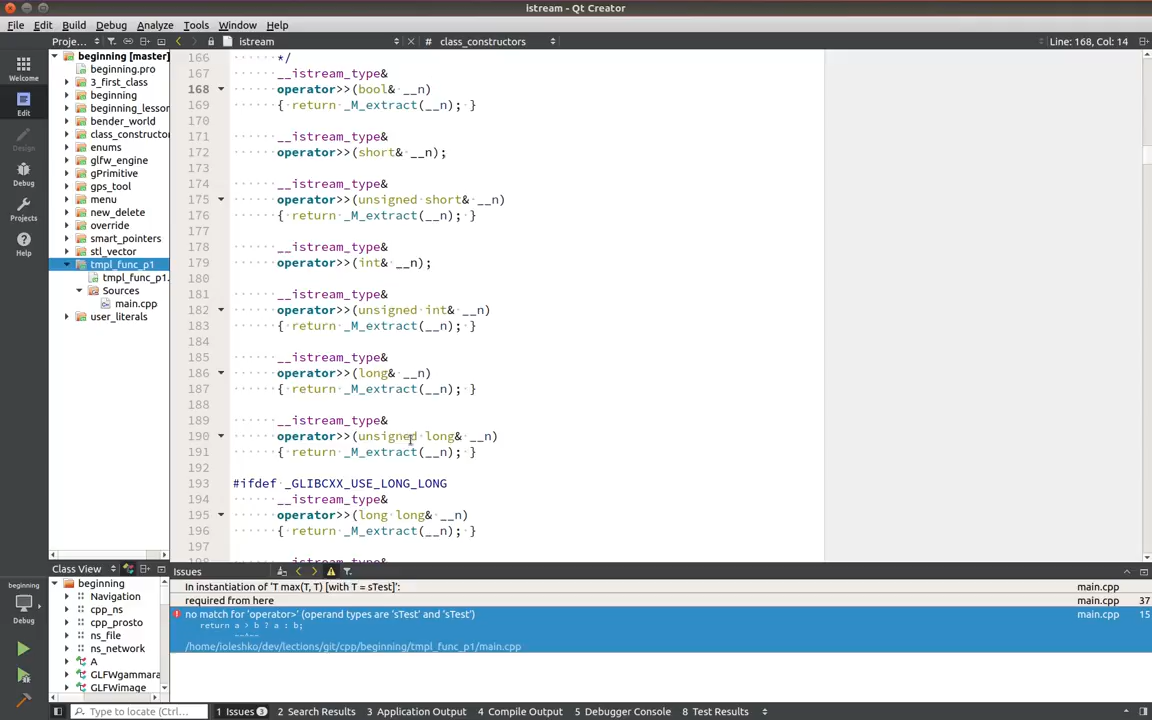 istream - Qt Creator
File Edit Build Debug Analyze Tools Window Help
Proje... istream # class_constructors Line: 168, Col: 14
Welcome
Edit
Design
Debug
Projects
Help
beginning
Debug
beginning [master]
beginning.pro
3_first_class
beginning
beginning_lesson
bender_world
class_constructor
enums
glfw_engine
gPrimitive
gps_tool
menu
new_delete
override
smart_pointers
stl_vector
tmpl_func_p1
tmpl_func_p1.
Sources
main.cpp
user_literals
Class View
beginning
Navigation
cpp_ns
cpp_prosto
ns_file
ns_network
A
GLFWgammara
GLFWimage
166 */
167 __istream_type&
168 operator>>(bool& __n)
169 { return _M_extract(__n); }
170
171 __istream_type&
172 operator>>(short& __n);
173
174 __istream_type&
175 operator>>(unsigned short& __n)
176 { return _M_extract(__n); }
177
178 __istream_type&
179 operator>>(int& __n);
180
181 __istream_type&
182 operator>>(unsigned int& __n)
183 { return _M_extract(__n); }
184
185 __istream_type&
186 operator>>(long& __n)
187 { return _M_extract(__n); }
188
189 __istream_type&
190 operator>>(unsigned long& __n)
191 { return _M_extract(__n); }
192
193 #ifdef _GLIBCXX_USE_LONG_LONG
194 __istream_type&
195 operator>>(long long& __n)
196 { return _M_extract(__n); }
197
Issues
In instantiation of 'T max(T, T) [with T = sTest]': main.cpp
required from here main.cpp 37
no match for 'operator>' (operand types are 'sTest' and 'sTest') main.cpp 15
return a > b ? a : b;
/home/ioleshko/dev/lections/git/cpp/beginning/tmpl_func_p1/main.cpp
Type to locate (Ctrl... 1 Issues 3 2 Search Results 3 Application Output 4 Compile Output 5 Debugger Console 8 Test Results